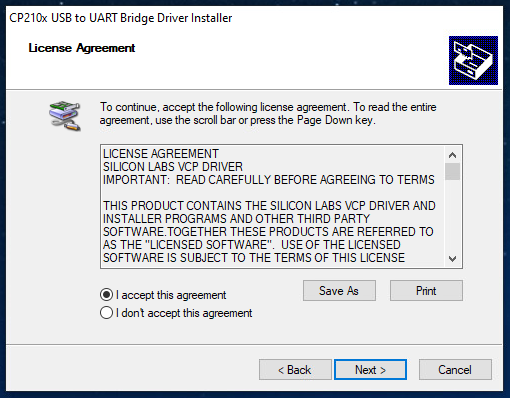 CP210x USB to UART Bridge Driver Installer
License Agreement
To continue, accept the following license agreement. To read the entire
agreement, use the scroll bar or press the Page Down key.
LICENSE AGREEMENT
SILICON LABS VCP DRIVER
IMPORTANT:  READ CAREFULLY BEFORE AGREEING TO TERMS
THIS PRODUCT CONTAINS THE SILICON LABS VCP DRIVER AND
INSTALLER PROGRAMS AND OTHER THIRD PARTY
SOFTWARE.TOGETHER THESE PRODUCTS ARE REFERRED TO
AS THE "LICENSED SOFTWARE".  USE OF THE LICENSED
SOFTWARE IS SUBJECT TO THE TERMS OF THIS LICENSE
I accept this agreement
Save As
Print
I don't accept this agreement
< Back
Next >
Cancel